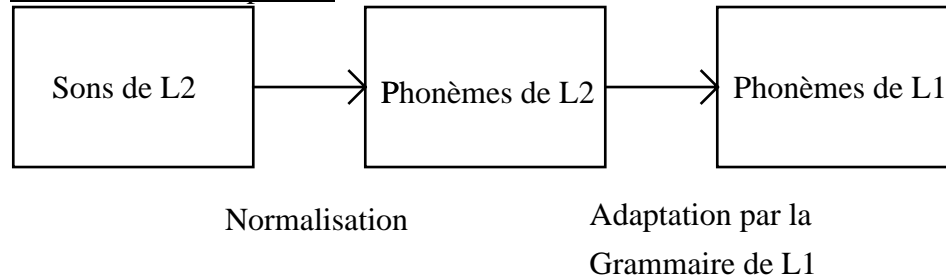 Sons de L2
Phonèmes de L2
Phonèmes de L1
Normalisation
Adaptation par la
Grammaire de L1